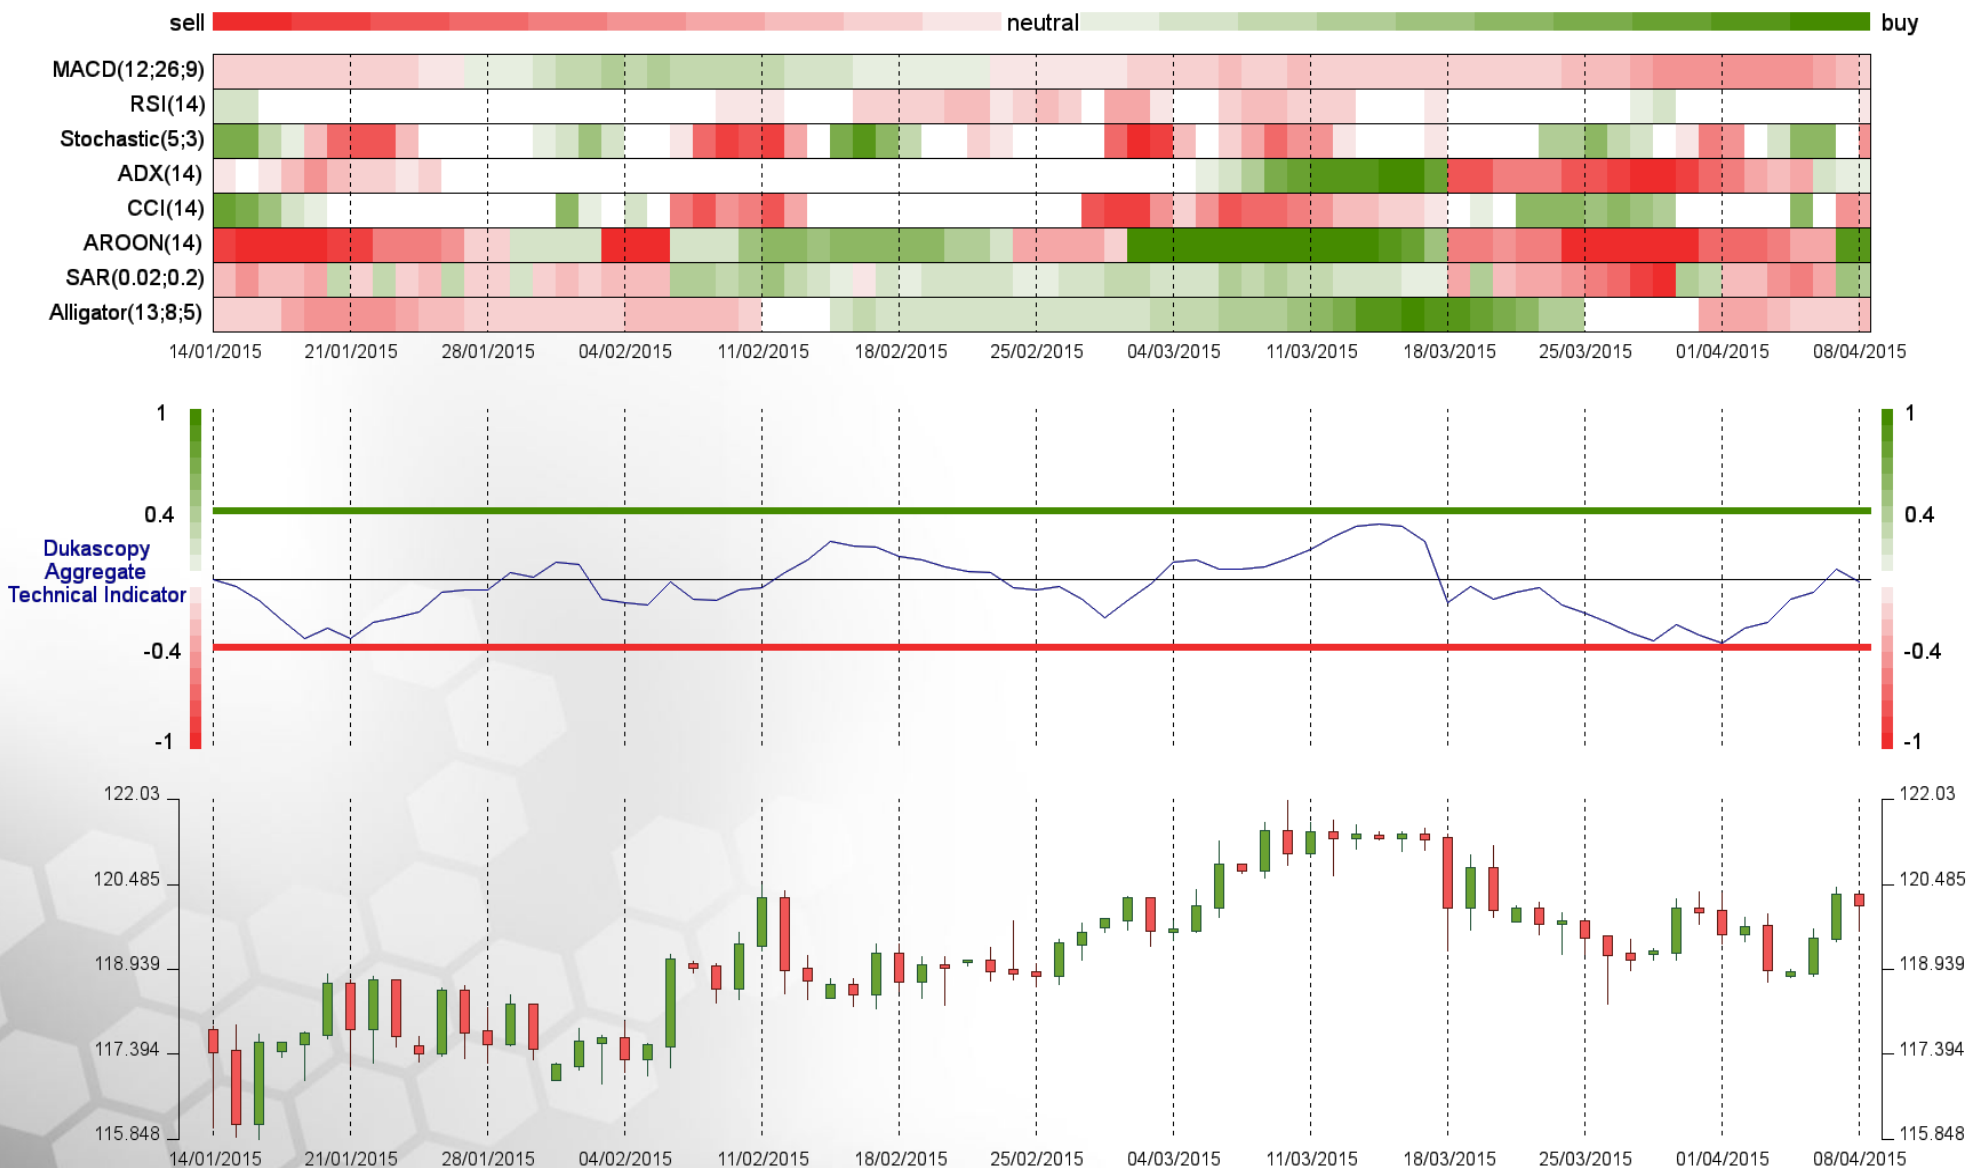 sell neutral buy
MACD(12;26;9)
RSI(14)
Stochastic(5;3)
ADX(14)
CCI(14)
AROON(14)
SAR(0.02;0.2)
Alligator(13;8;5)
14/01/2015 21/01/2015 28/01/2015 04/02/2015 11/02/2015 18/02/2015 25/02/2015 04/03/2015 11/03/2015 18/03/2015 25/03/2015 01/04/2015 08/04/2015
1 1
0.4 0.4
Dukascopy
Aggregate
Technical Indicator
-0.4 -0.4
-1 -1
122.03 122.03
120.485 120.485
118.939 118.939
117.394 117.394
115.848 115.848
14/01/2015 21/01/2015 28/01/2015 04/02/2015 11/02/2015 18/02/2015 25/02/2015 04/03/2015 11/03/2015 18/03/2015 25/03/2015 01/04/2015 08/04/2015